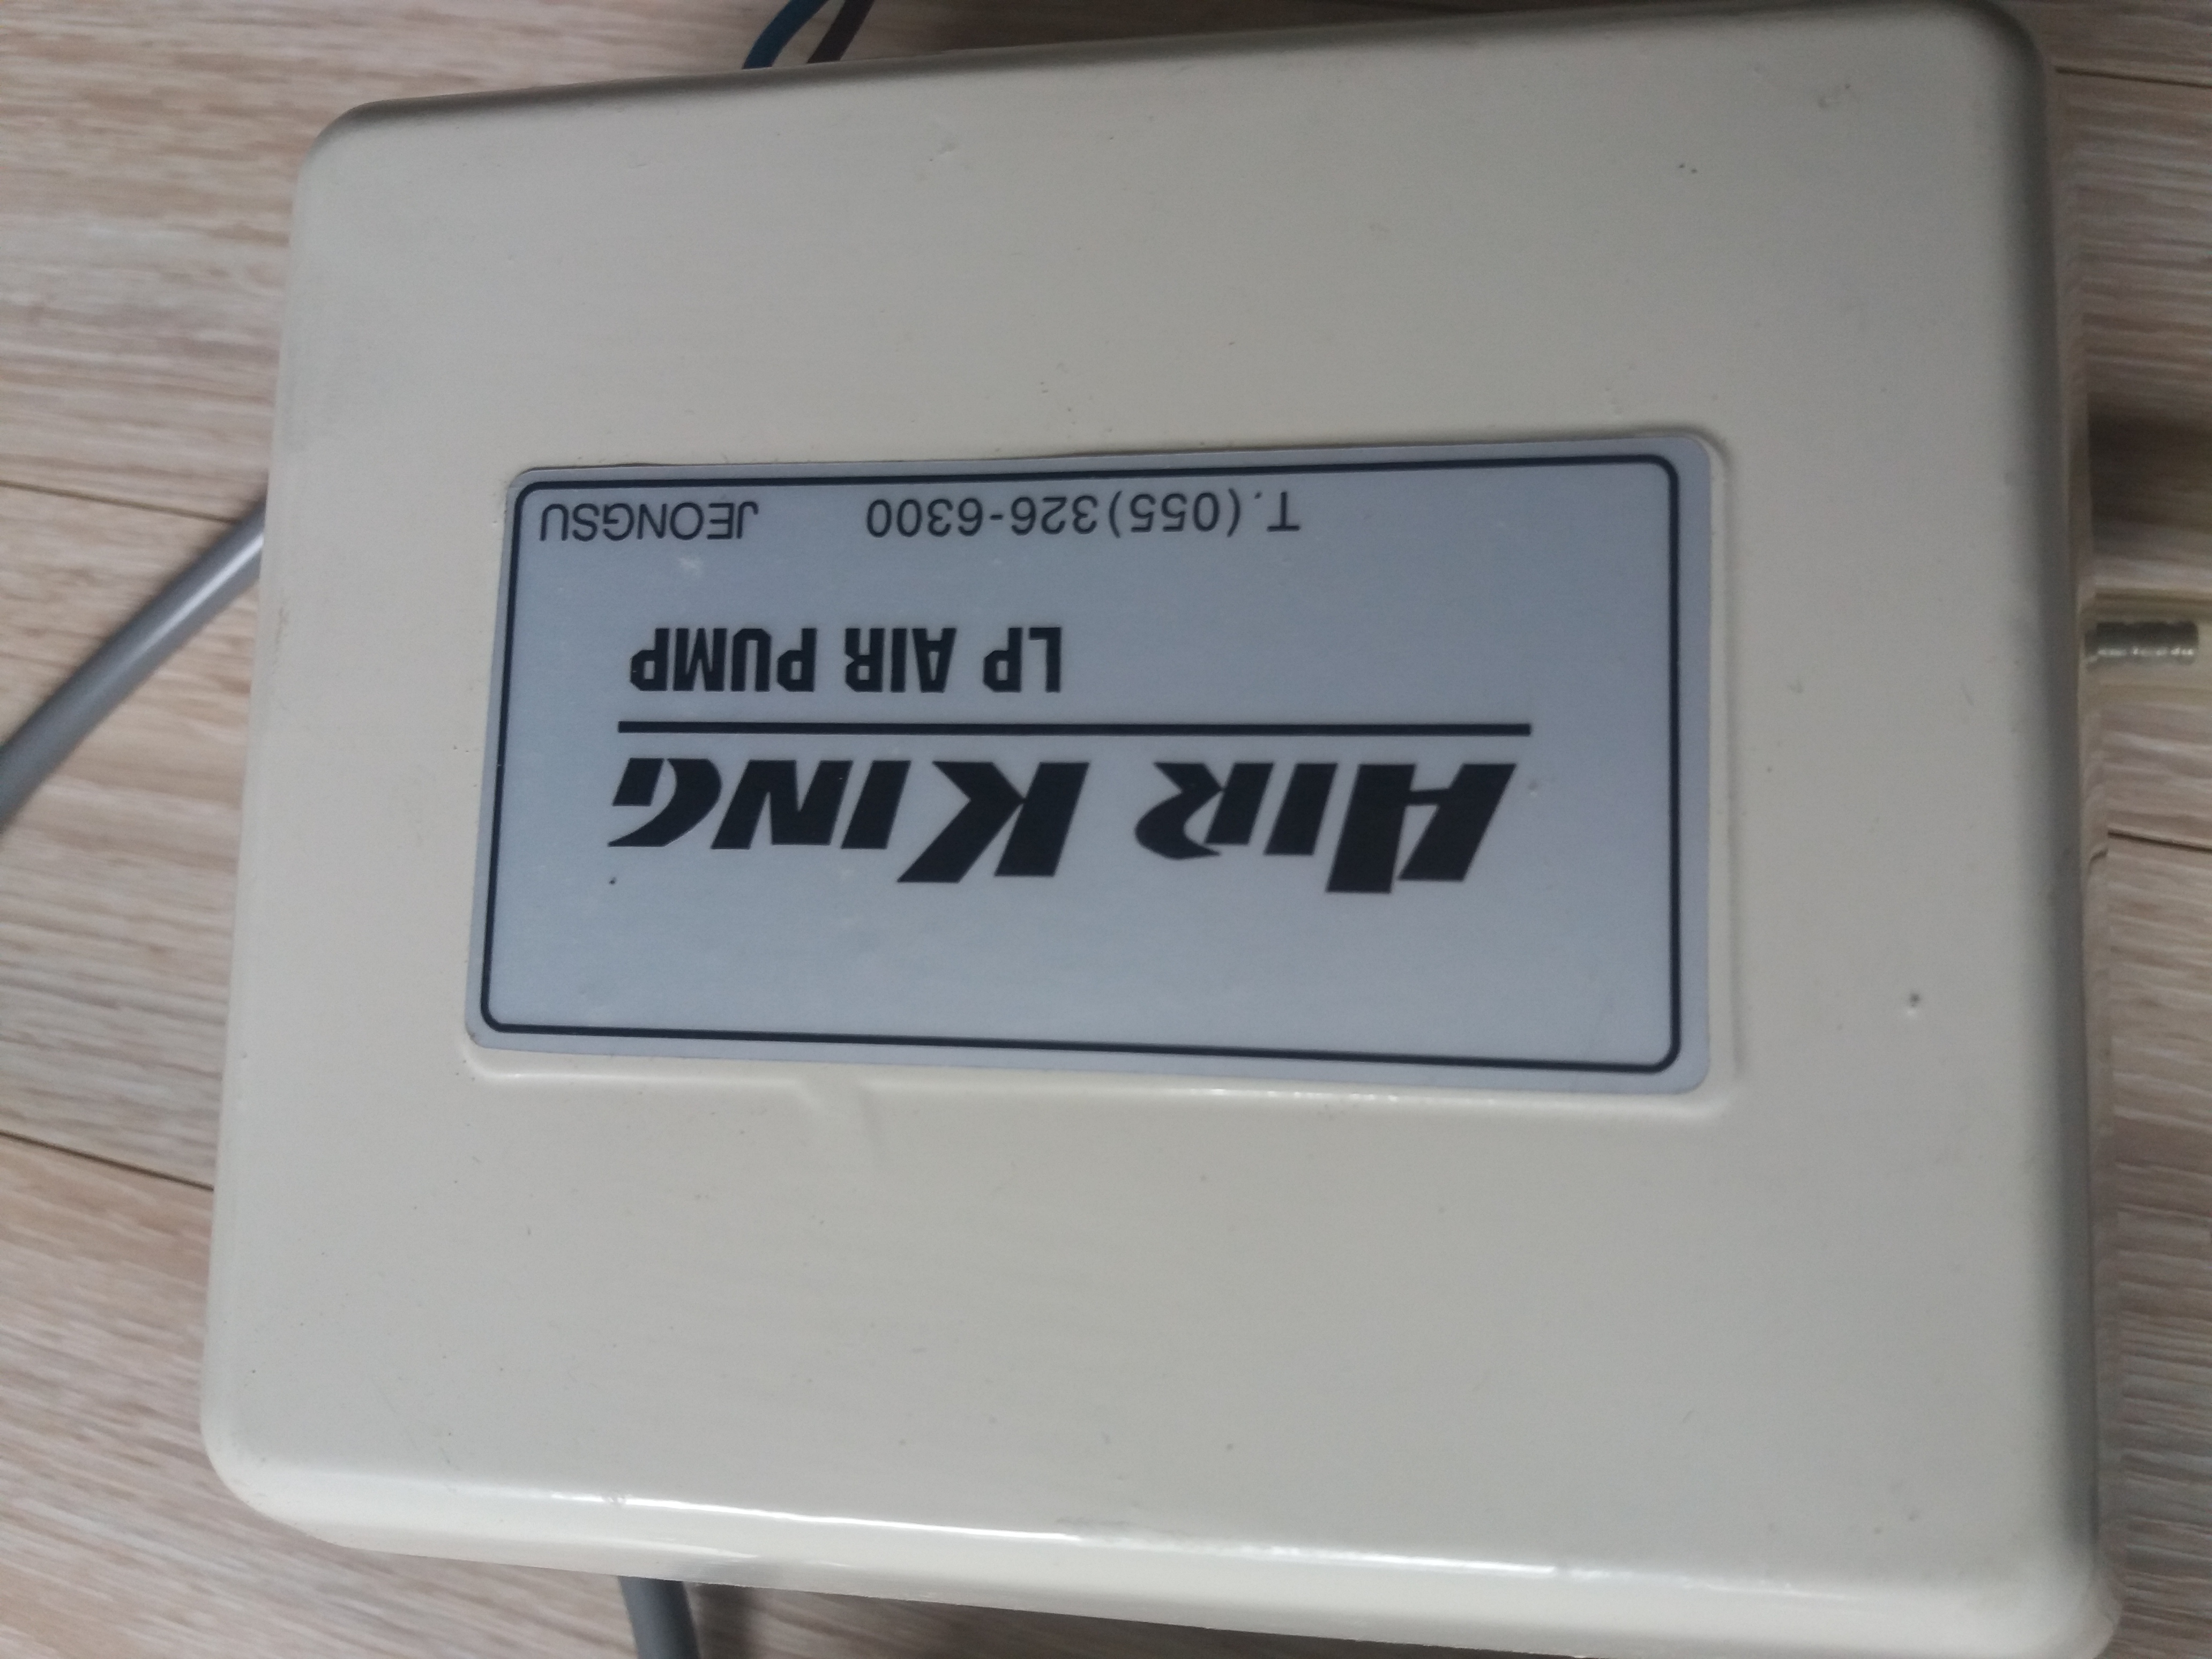 AIR KING
LP AIR PUMP
T.(055)326-6300 JEONGSU